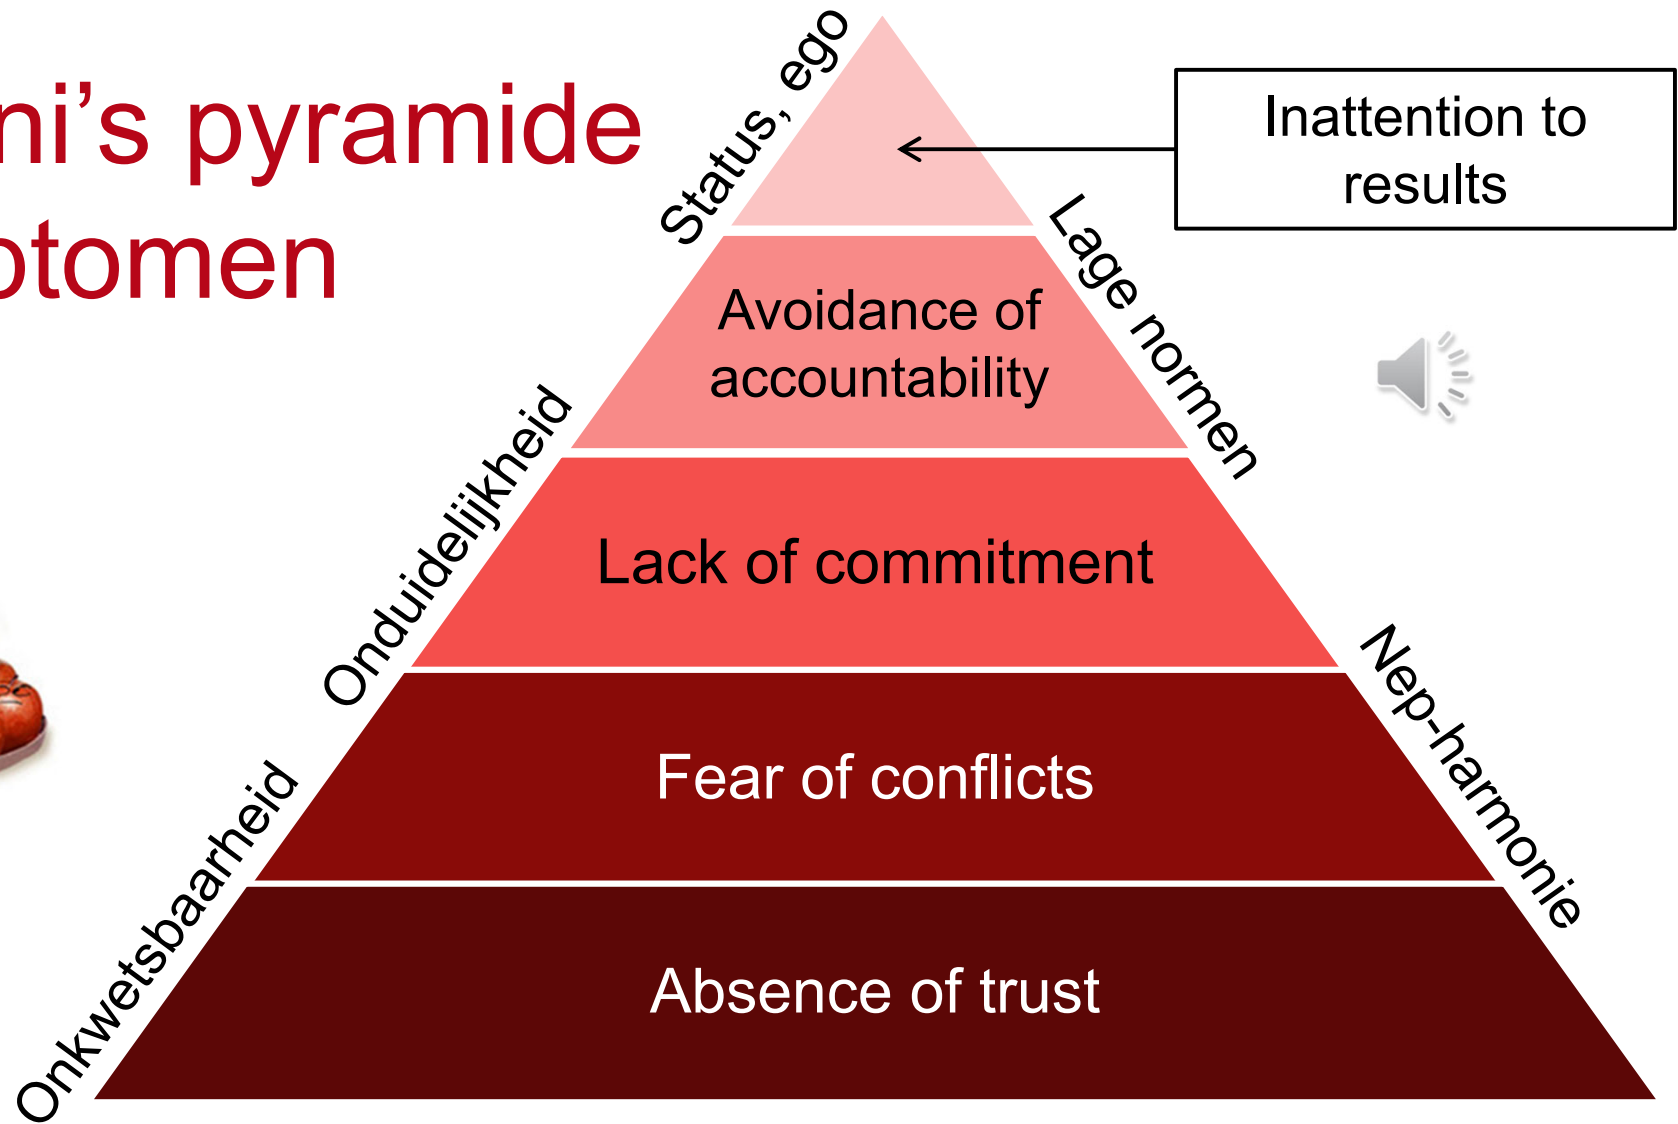 ni’s pyramide
ptomen
Status, ego
Inattention to
results
Lage normen
Avoidance of
accountability
Onduidelijkheid
Lack of commitment
Nep-harmonie
Fear of conflicts
Onkwetsbaarheid
Absence of trust